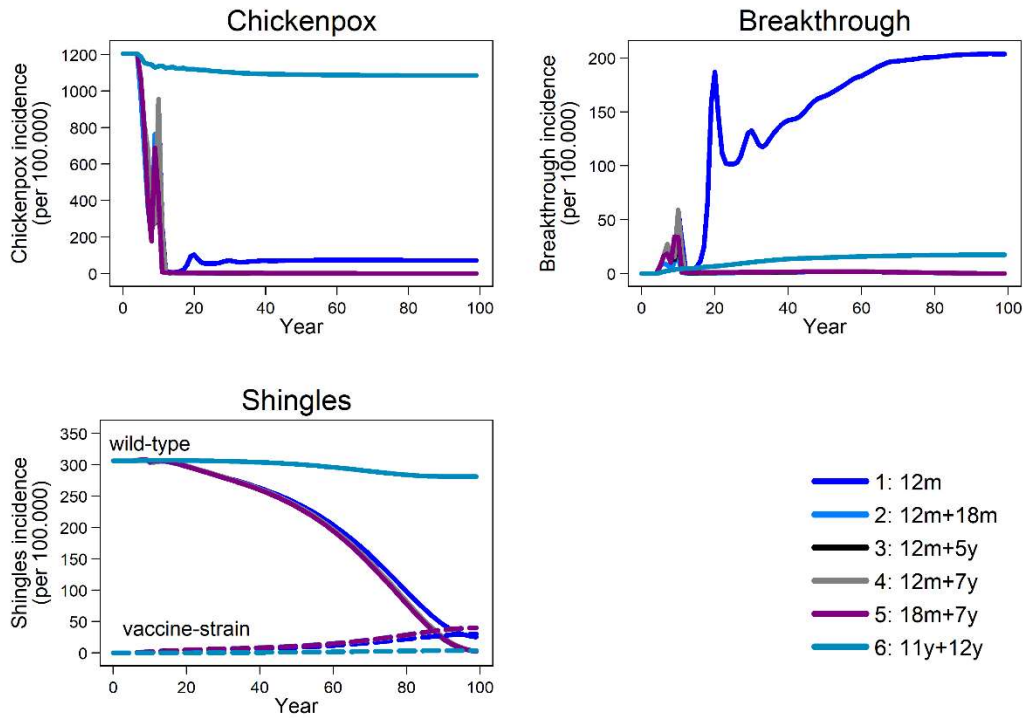 Chickenpox
Chickenpox incidence
(per 100.000)
1200
1000
800
600
400
200
0
0 20 40 60 80 100
Year
Breakthrough
Breakthrough incidence
(per 100.000)
200
150
100
50
0
0 20 40 60 80 100
Year
Shingles
Shingles incidence
(per 100.000)
350
300
250
200
150
100
50
0
wild-type
vaccine-strain
0 20 40 60 80 100
Year
1: 12m
2: 12m+18m
3: 12m+5y
4: 12m+7y
5: 18m+7y
6: 11y+12y